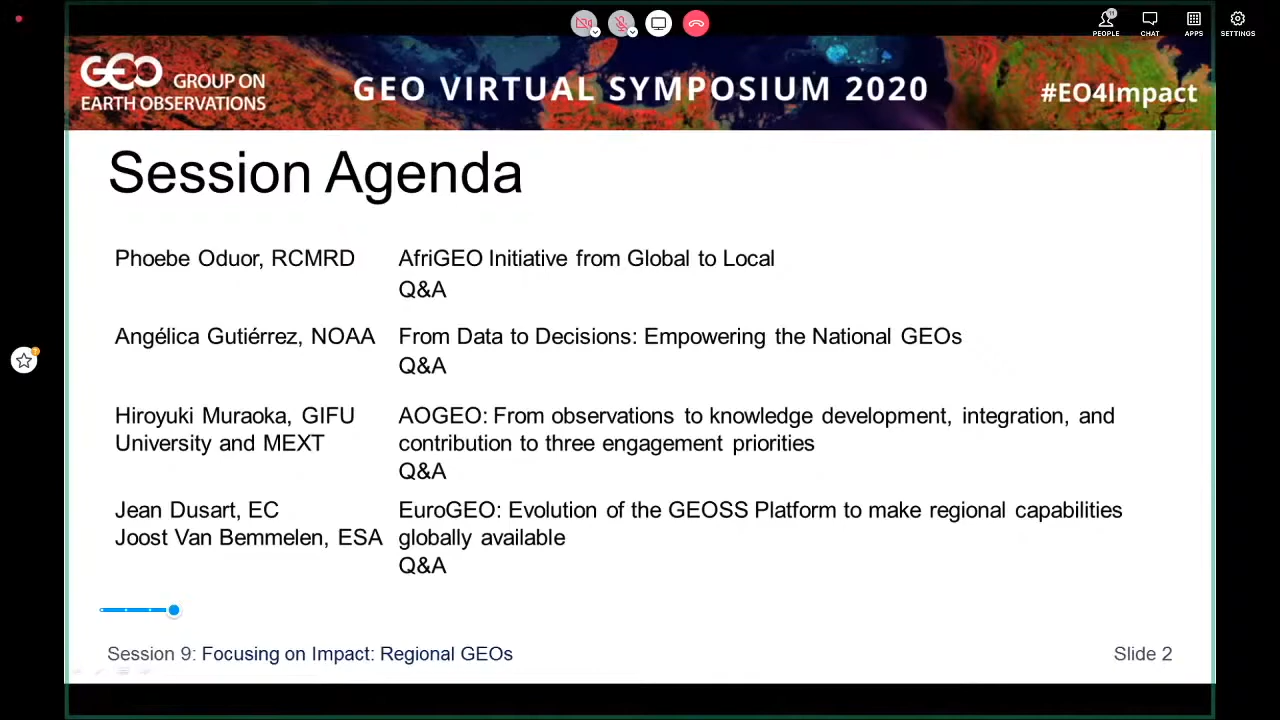 11
PEOPLE
CHAT
APPS
SETTINGS
GEO GROUP ON
EARTH OBSERVATIONS
GEO VIRTUAL SYMPOSIUM 2020
#EO4Impact
Session Agenda
Phoebe Oduor, RCMRD
AfriGEO Initiative from Global to Local
Q&A
Angélica Gutiérrez, NOAA
From Data to Decisions: Empowering the National GEOs
Q&A
Hiroyuki Muraoka, GIFU
University and MEXT
AOGEO: From observations to knowledge development, integration, and
contribution to three engagement priorities
Q&A
Jean Dusart, EC
Joost Van Bemmelen, ESA
EuroGEO: Evolution of the GEOSS Platform to make regional capabilities
globally available
Q&A
Session 9: Focusing on Impact: Regional GEOs
Slide 2